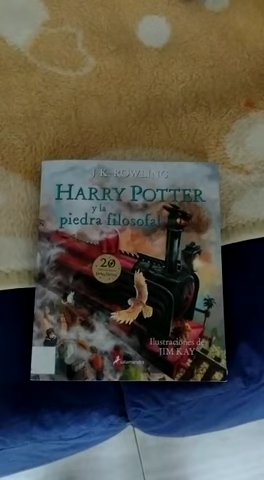 J.K. ROWLING
HARRY POTTER
y la
piedra filosofal
20
Ilustraciones de
JIM KAY